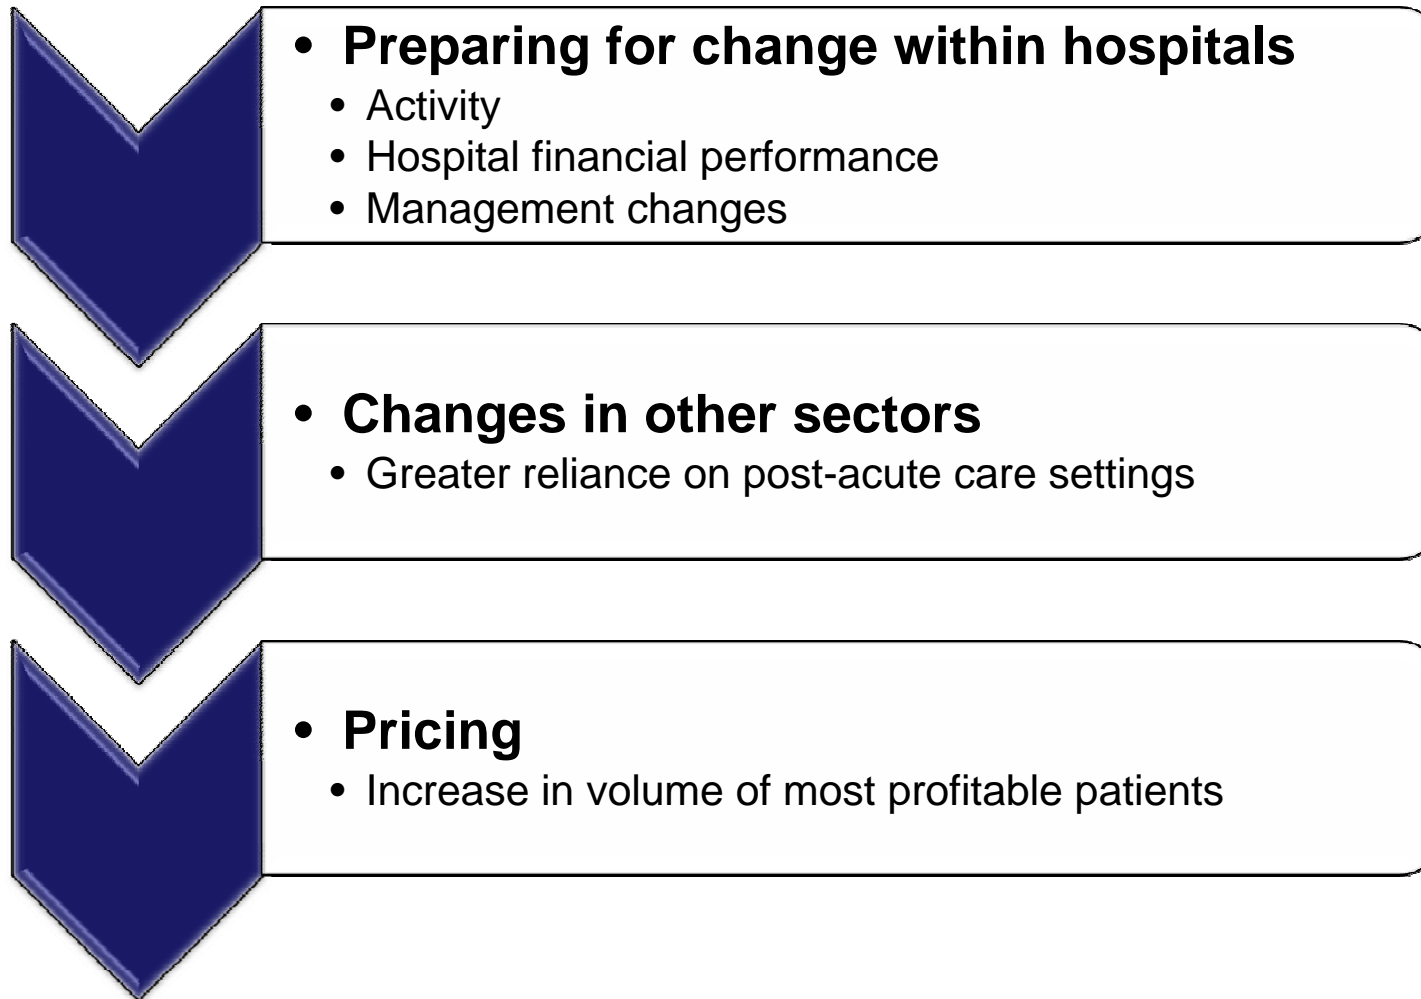 • Preparing for change within hospitals
• Activity
• Hospital financial performance
• Management changes
• Changes in other sectors
• Greater reliance on post-acute care settings
• Pricing
• Increase in volume of most profitable patients